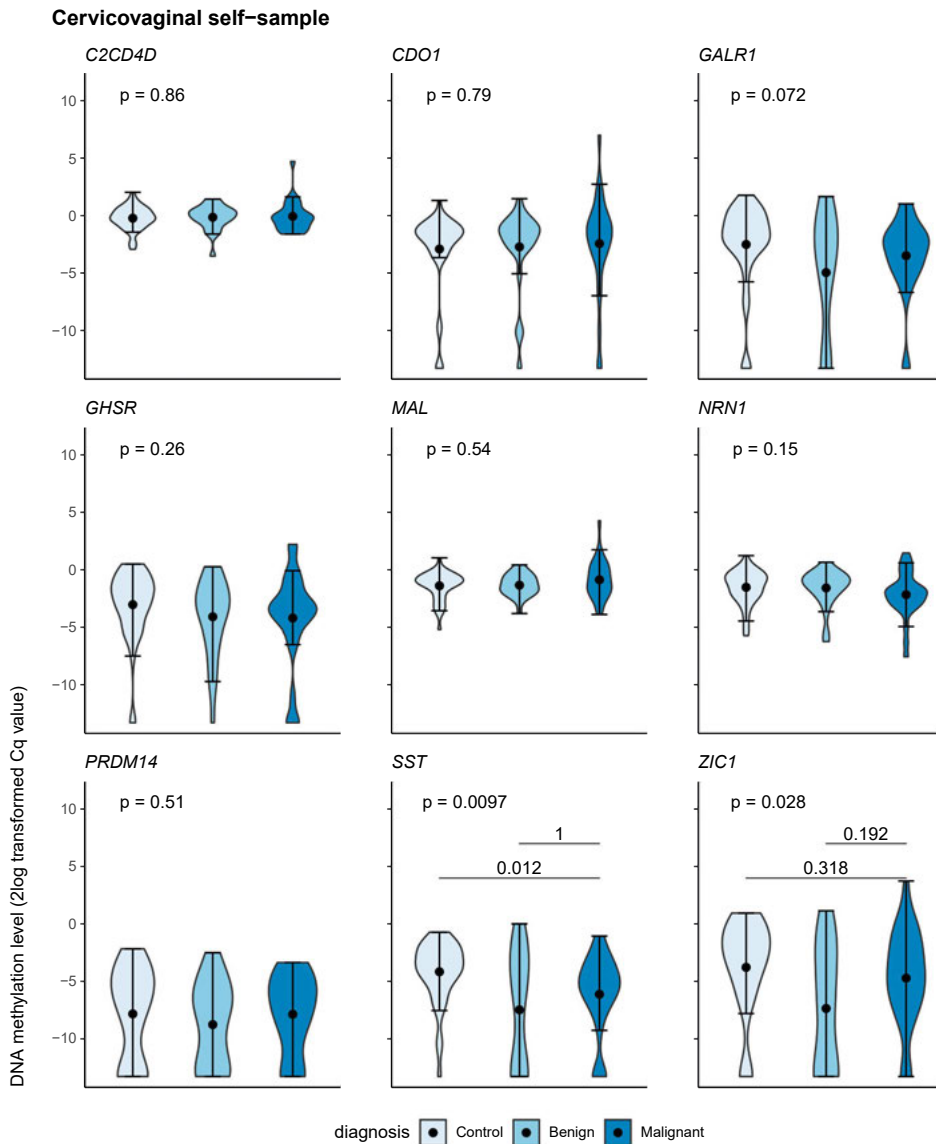 Cervicovaginal self−sample
C2CD4D CDO1 GALR1
10 p = 0.86 p = 0.79 p = 0.072
5
0
−5
−10
GHSR MAL NRN1
10 p = 0.26 p = 0.54 p = 0.15
5
0
−5
−10
PRDM14 SST ZIC1
10 p = 0.51 p = 0.0097 p = 0.028
1 0.192
5 0.012 0.318
0
−5
−10
DNA methylation level (2log transformed Cq value)
diagnosis Control Benign Malignant